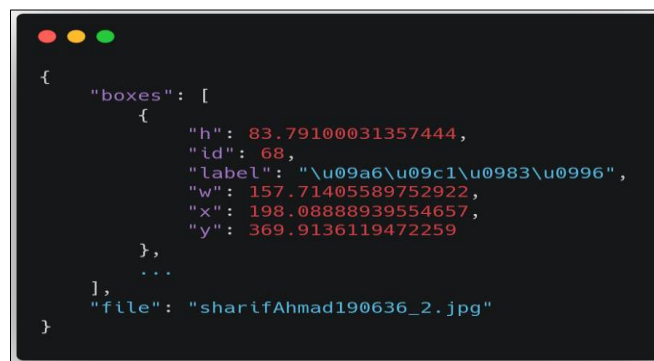 {
"boxes": [
{
"h": 83.79100031357444,
"id": 68,
"label": "\u09a6\u09c1\u0983\u0996",
"w": 157.71405589752922,
"x": 198.08888939554657,
"y": 369.9136119472259
},
...
],
"file": "sharifAhmad190636_2.jpg"
}